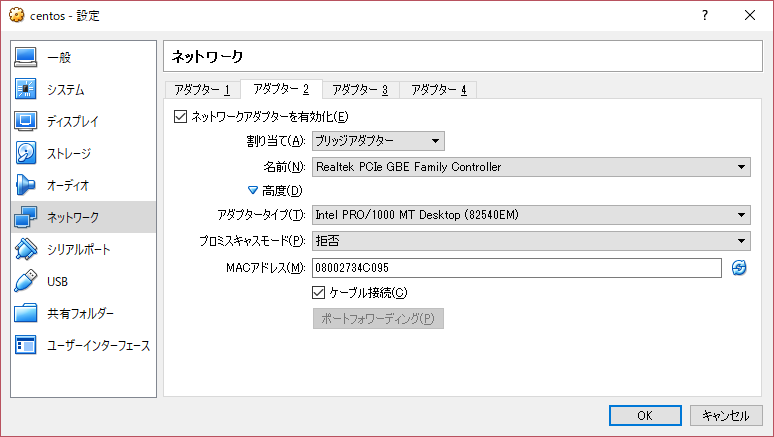 centos - 設定
一般
システム
ディスプレイ
ストレージ
オーディオ
ネットワーク
シリアルポート
USB
共有フォルダー
ユーザーインターフェース
ネットワーク
アダプター 1 アダプター 2 アダプター 3 アダプター 4
ネットワークアダプターを有効化(E)
割り当て(A): ブリッジアダプター
名前(N): Realtek PCIe GBE Family Controller
高度(D)
アダプタータイプ(T): Intel PRO/1000 MT Desktop (82540EM)
プロミスキャスモード(P): 拒否
MACアドレス(M): 08002734C095
ケーブル接続(C)
ポートフォワーディング(P)
OK キャンセル